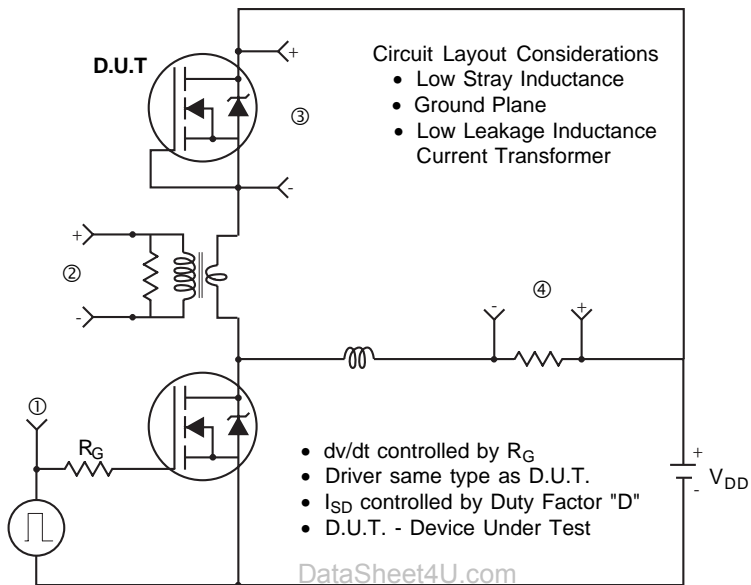 D.U.T
+
Circuit Layout Considerations
• Low Stray Inductance
③
• Ground Plane
• Low Leakage Inductance
Current Transformer
-
+
②
-
④
- +
①
RG
• dv/dt controlled by RG
• Driver same type as D.U.T.
• ISD controlled by Duty Factor "D"
• D.U.T. - Device Under Test
+
VDD
-
DataSheet4U.com